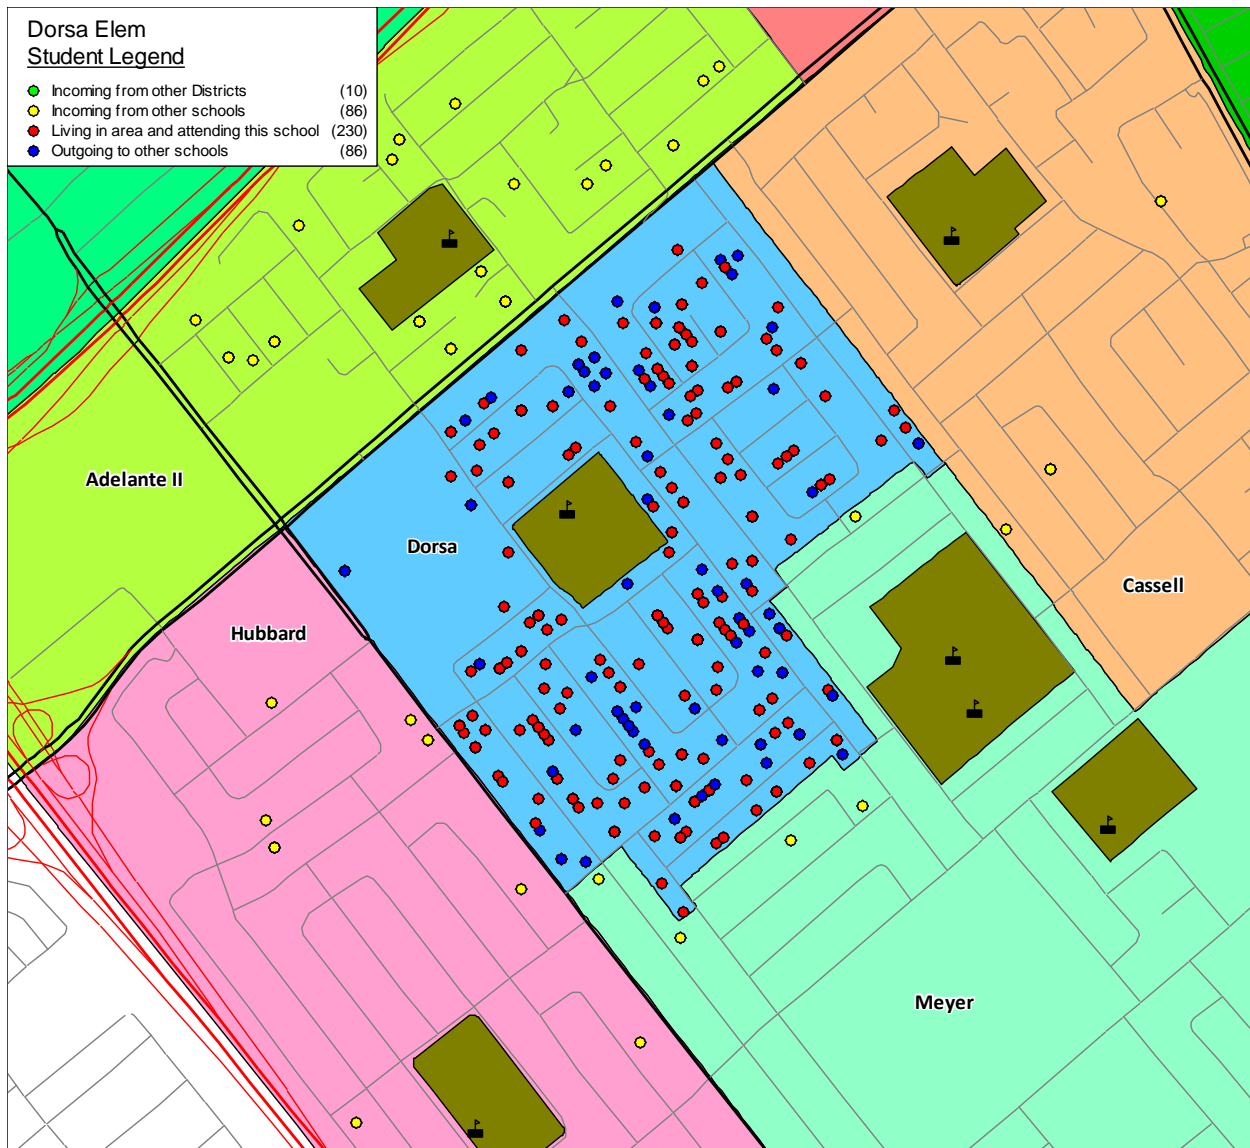 Dorsa Elem
Student Legend
Incoming from other Districts (10)
Incoming from other schools (86)
Living in area and attending this school (230)
Outgoing to other schools (86)
Adelante II
Dorsa
Hubbard
Cassell
Meyer